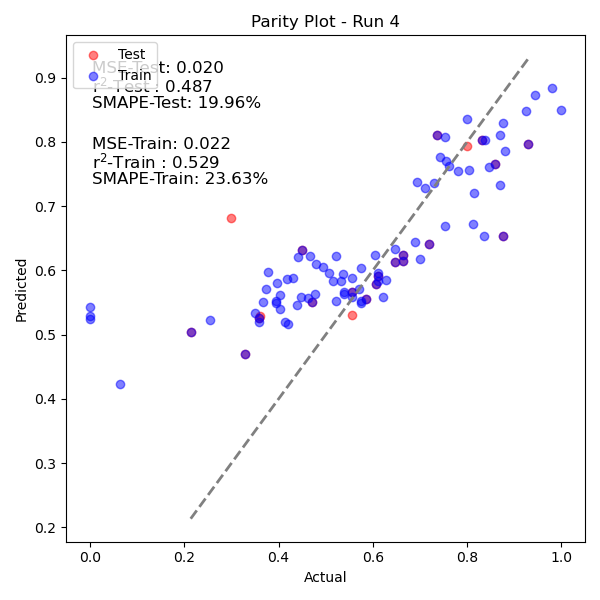 Parity Plot - Run 4
Test
Train
MSE-Test: 0.020
r²-Test : 0.487
SMAPE-Test: 19.96%
MSE-Train: 0.022
r²-Train : 0.529
SMAPE-Train: 23.63%
Predicted
0.9
0.8
0.7
0.6
0.5
0.4
0.3
0.2
0.0 0.2 0.4 0.6 0.8 1.0
Actual